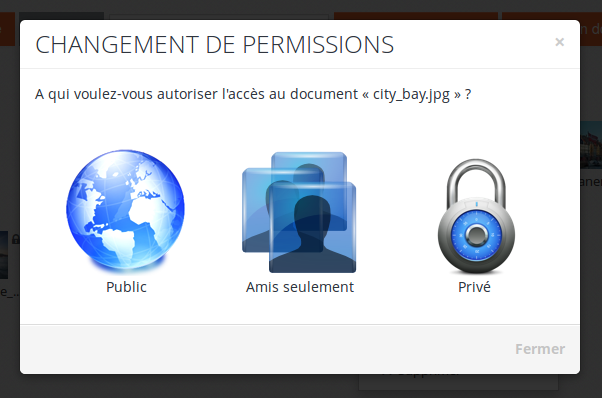 CHANGEMENT DE PERMISSIONS ×
A qui voulez-vous autoriser l'accès au document « city_bay.jpg » ?
Public Amis seulement Privé
Fermer